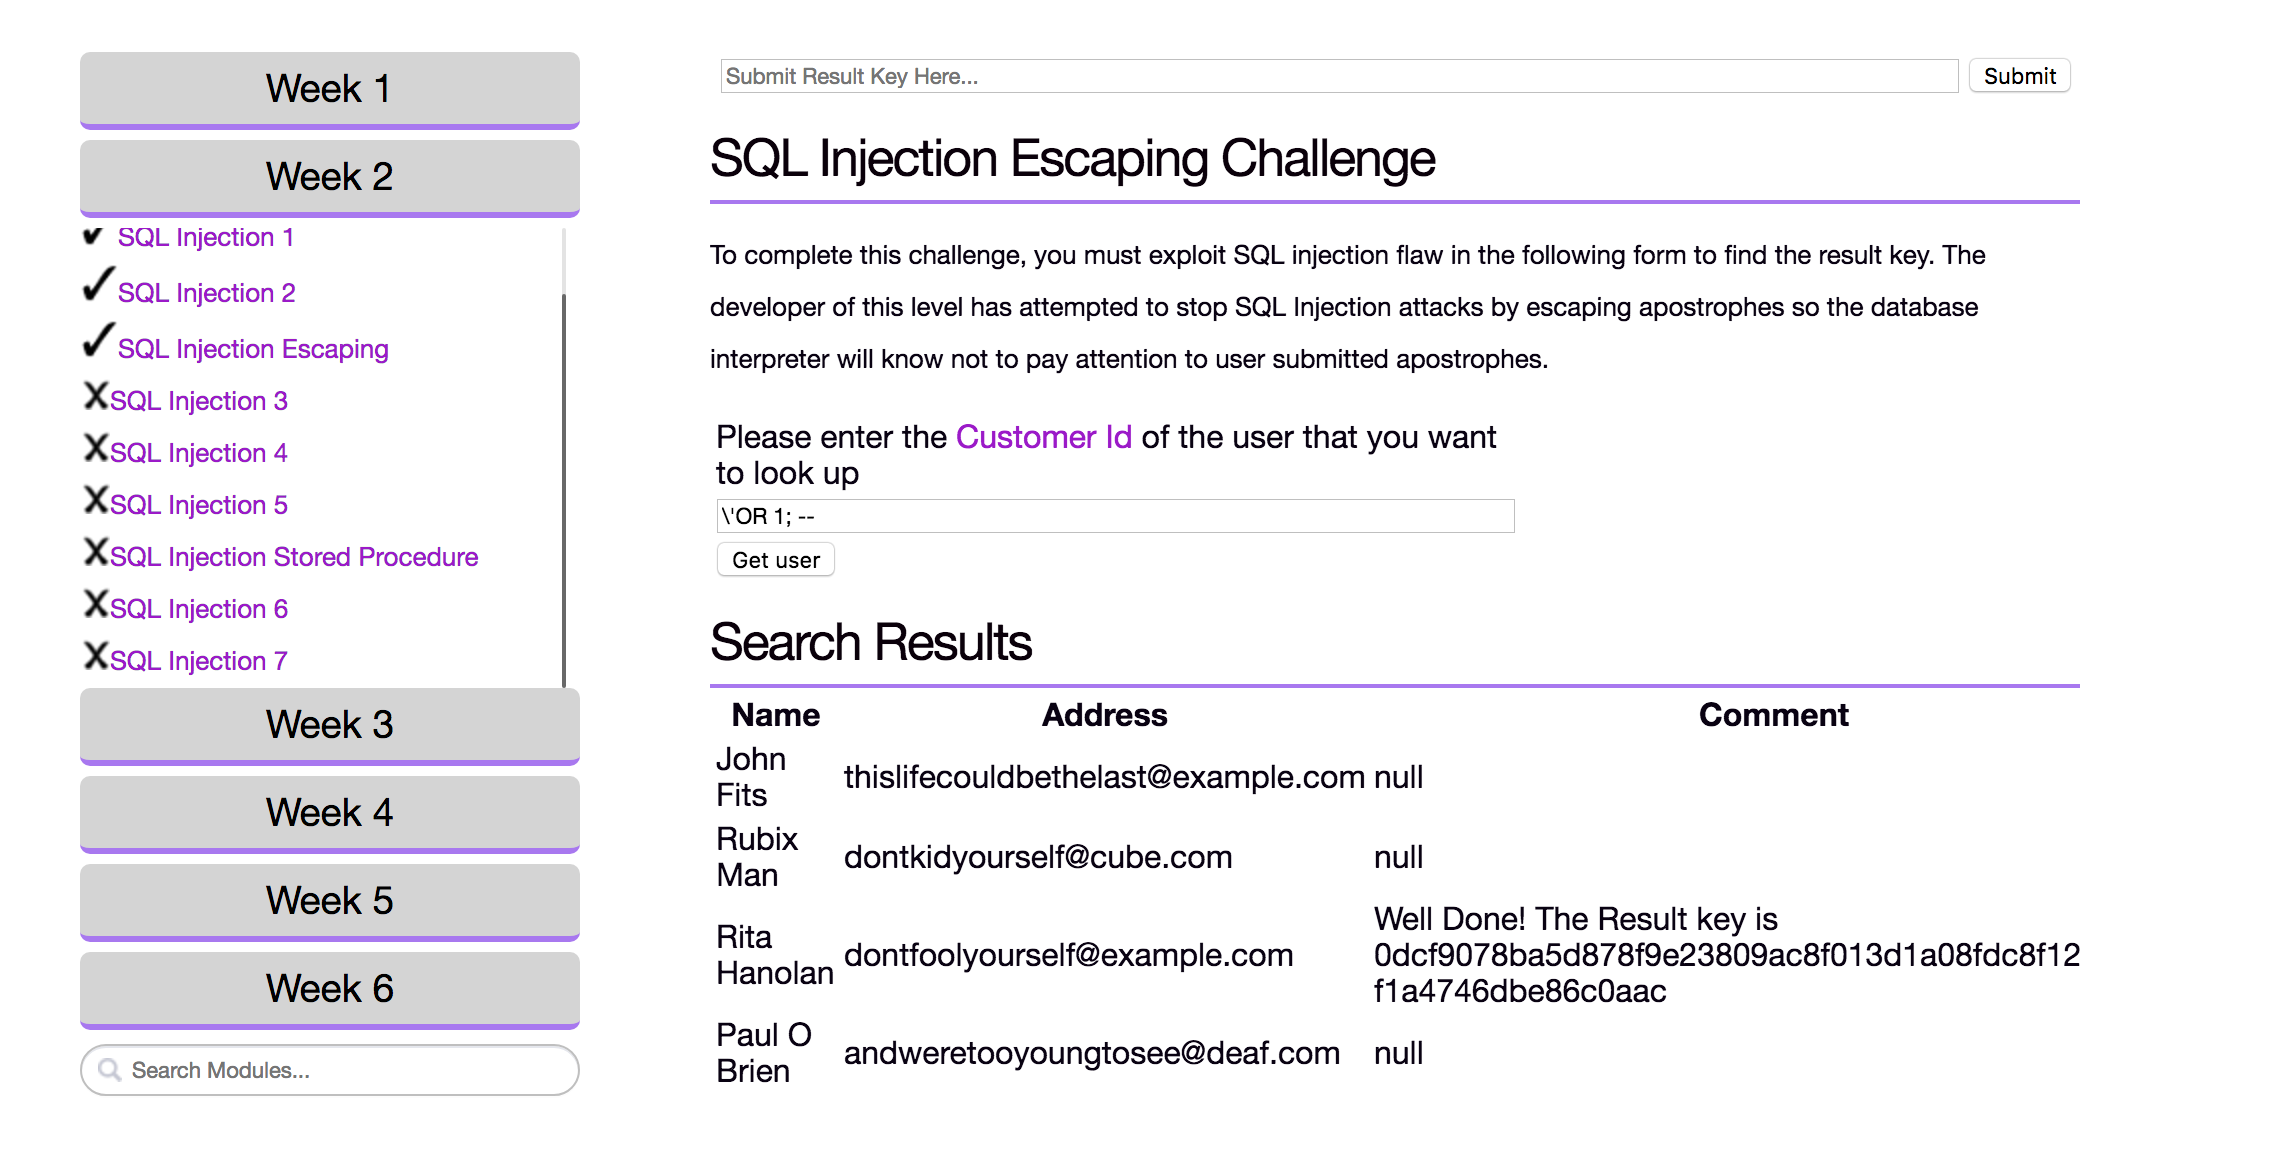 Week 1
Week 2
SQL Injection 1
SQL Injection 2
SQL Injection Escaping
SQL Injection 3
SQL Injection 4
SQL Injection 5
SQL Injection Stored Procedure
SQL Injection 6
SQL Injection 7
Week 3
Week 4
Week 5
Week 6
Search Modules...
Submit Result Key Here...
Submit
SQL Injection Escaping Challenge
To complete this challenge, you must exploit SQL injection flaw in the following form to find the result key. The
developer of this level has attempted to stop SQL Injection attacks by escaping apostrophes so the database
interpreter will know not to pay attention to user submitted apostrophes.
Please enter the Customer Id of the user that you want
to look up
\'OR 1; --
Get user
Search Results
Name Address Comment
John
Fits
thislifecouldbethelast@example.com null
Rubix
Man
dontkidyourself@cube.com null
Rita
Hanolan
dontfoolyourself@example.com
Well Done! The Result key is
0dcf9078ba5d878f9e23809ac8f013d1a08fdc8f12
f1a4746dbe86c0aac
Paul O
Brien
andweretooyoungtosee@deaf.com null